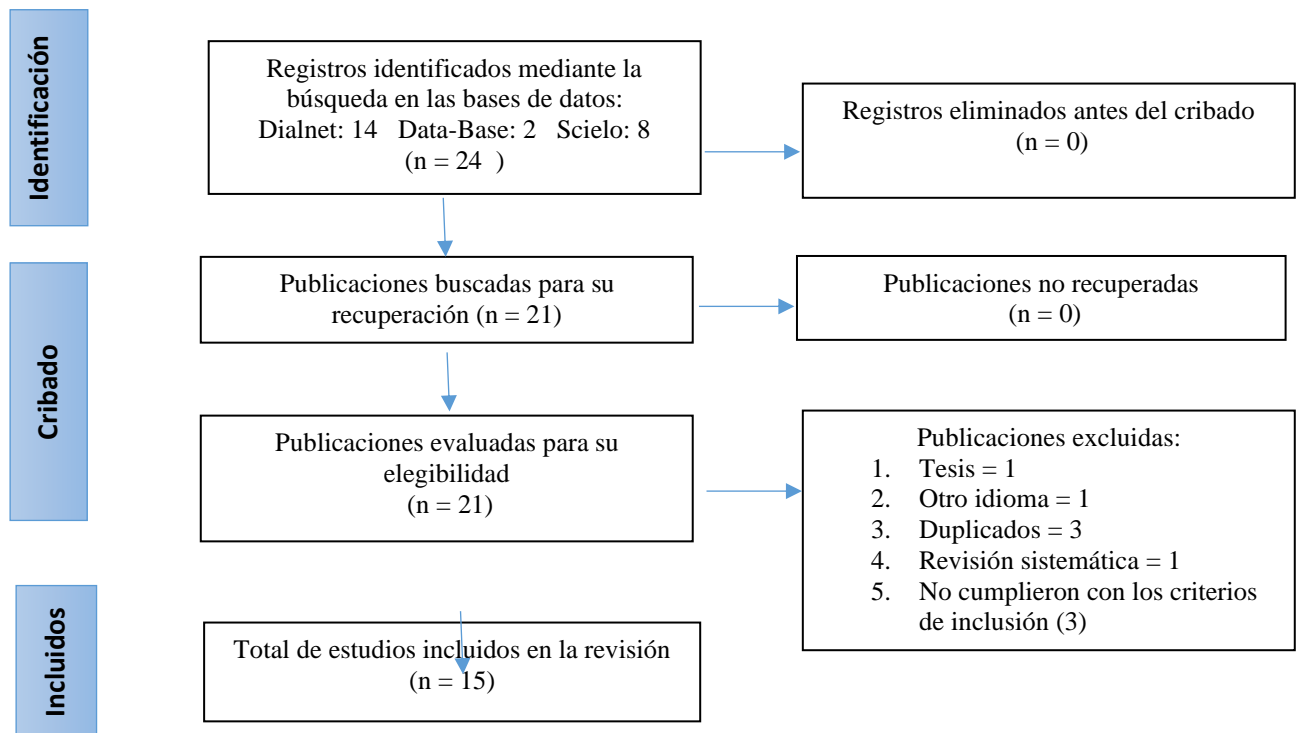 Identificación
Registros identificados mediante la
búsqueda en las bases de datos:
Dialnet: 14 Data-Base: 2 Scielo: 8
(n = 24 )
Registros eliminados antes del cribado
(n = 0)
Cribado
Publicaciones buscadas para su
recuperación (n = 21)
Publicaciones no recuperadas
(n = 0)
Publicaciones evaluadas para su
elegibilidad
(n = 21)
Publicaciones excluidas:
1. Tesis = 1
2. Otro idioma = 1
3. Duplicados = 3
4. Revisión sistemática = 1
5. No cumplieron con los criterios
de inclusión (3)
Incluidos
Total de estudios incluidos en la revisión
(n = 15)